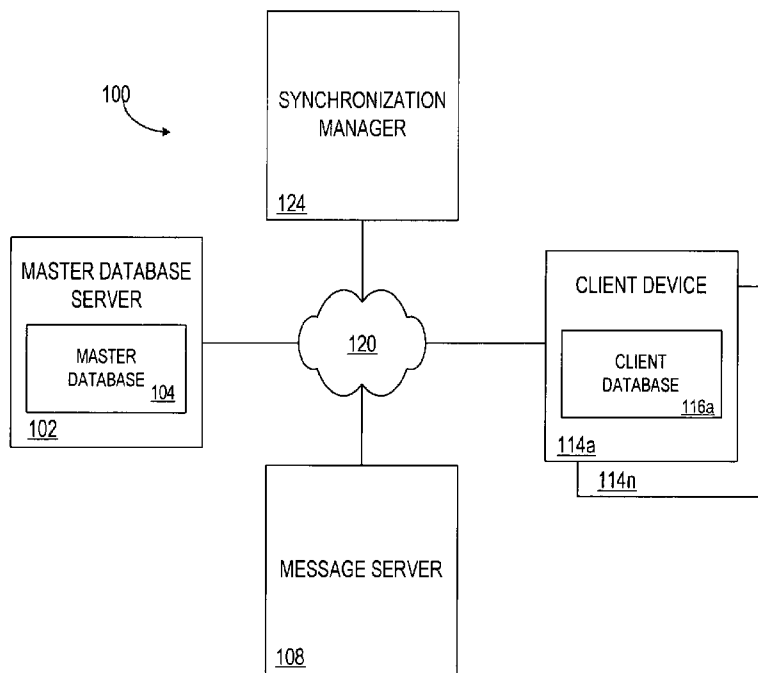 100
SYNCHRONIZATION
MANAGER
124
MASTER DATABASE
SERVER
MASTER
DATABASE
104
102
120
CLIENT DEVICE
CLIENT
DATABASE
116a
114a
114n
MESSAGE SERVER
108